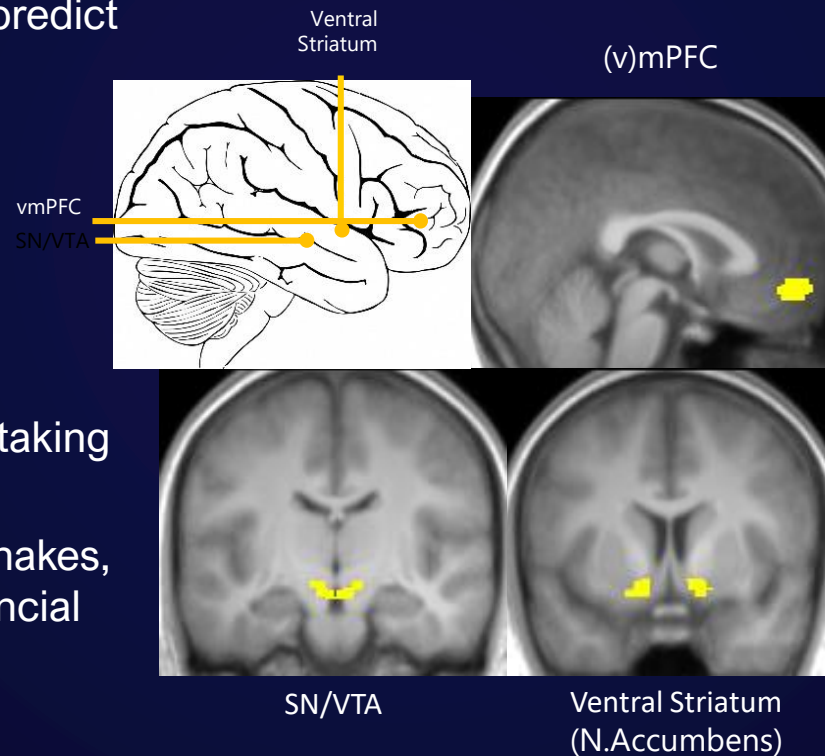 predict
Ventral
Striatum
(v)mPFC
vmPFC
SN/VTA
taking
nakes,
ncial
SN/VTA
Ventral Striatum
(N.Accumbens)